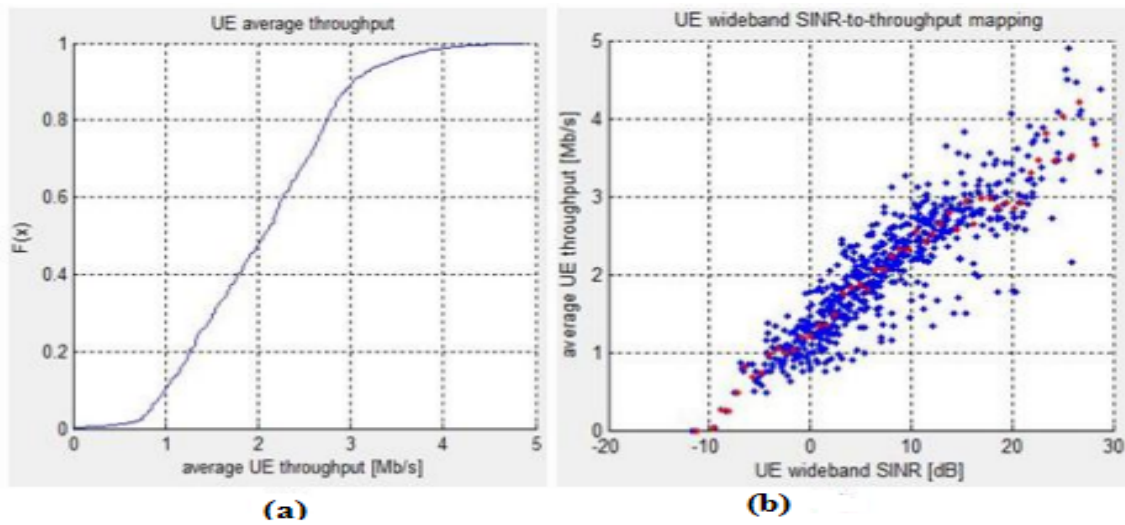 UE average throughput
1
0.8
0.6
0.4
0.2
0
F(x)
0 1 2 3 4 5
average UE throughput [Mb/s]
(a)
UE wideband SINR-to-throughput mapping
5
4
3
2
1
0
average UE throughput [Mb/s]
-20 -10 0 10 20 30
UE wideband SINR [dB]
(b)